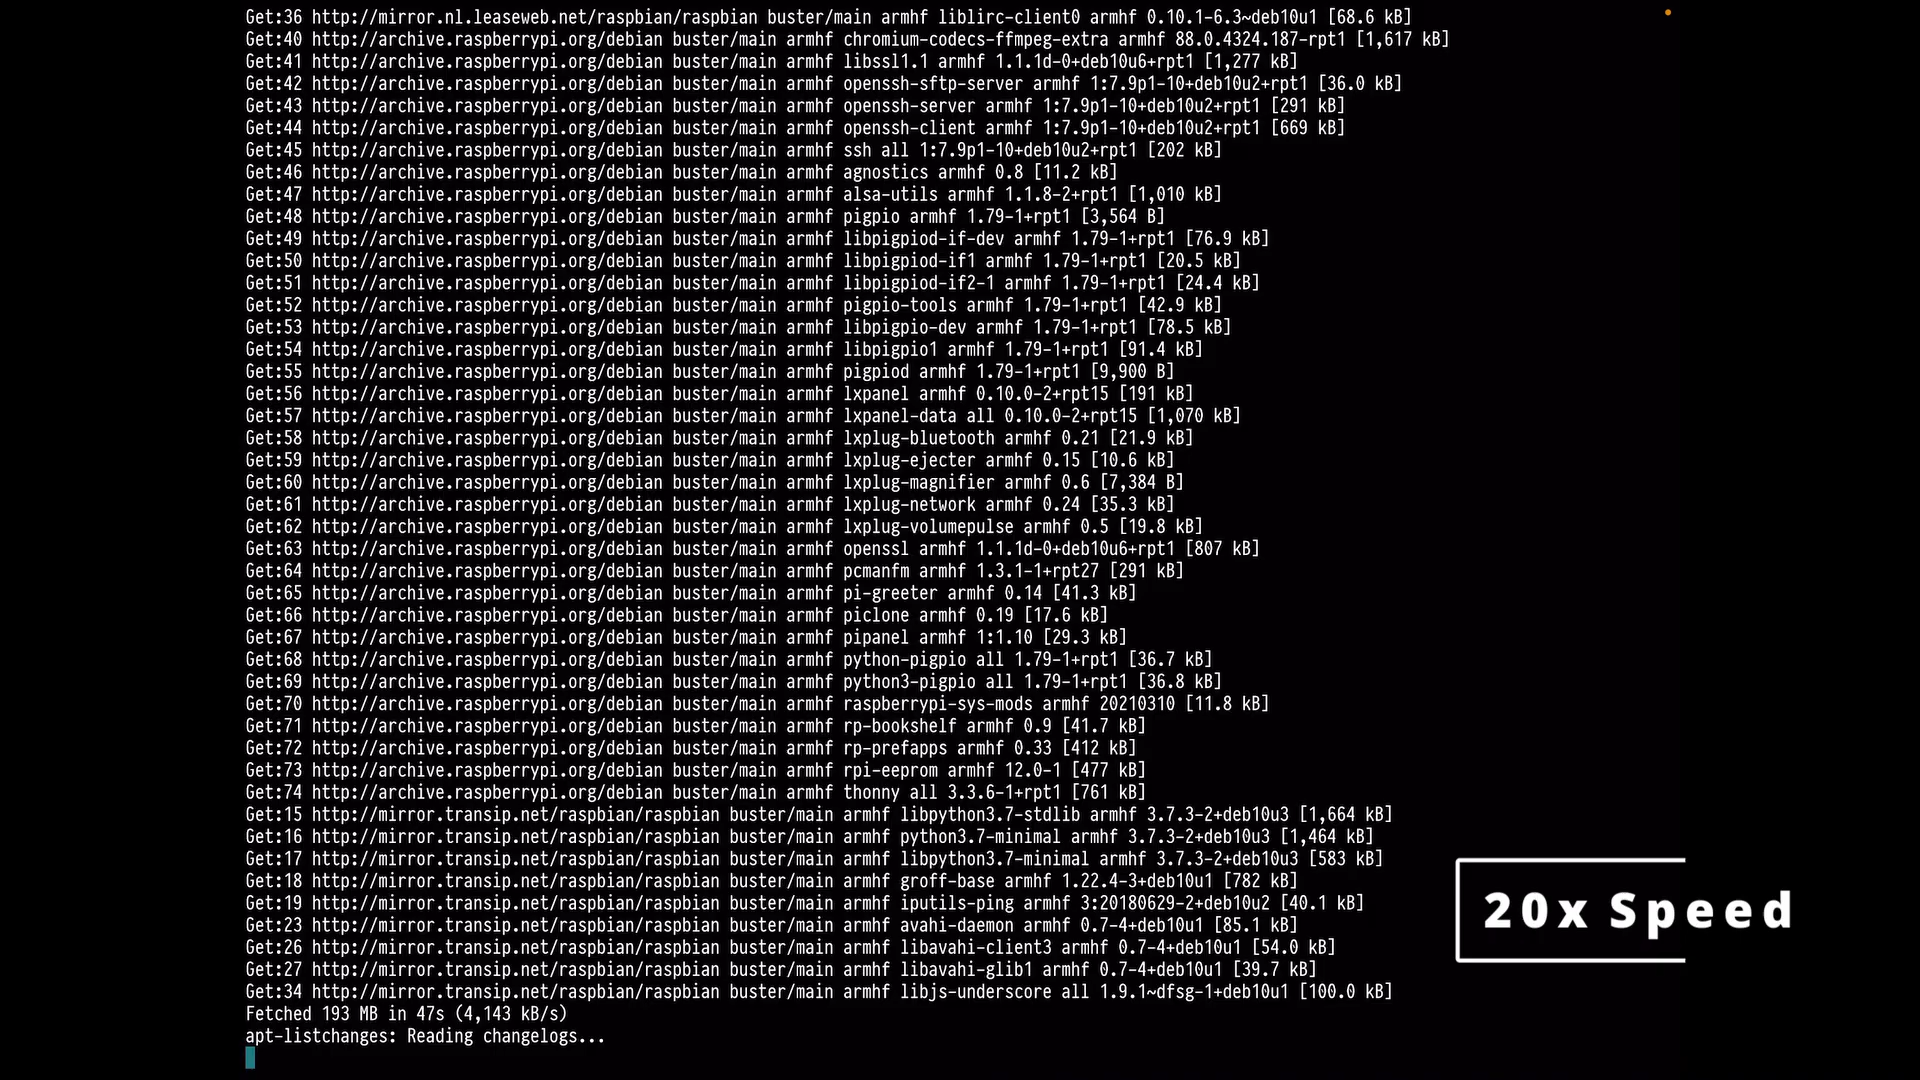 Get:36 http://mirror.nl.leaseweb.net/raspbian/raspbian buster/main armhf liblirc-client0 armhf 0.10.1-6.3~deb10u1 [68.6 kB]
Get:40 http://archive.raspberrypi.org/debian buster/main armhf chromium-codecs-ffmpeg-extra armhf 88.0.4324.187-rpt1 [1,617 kB]
Get:41 http://archive.raspberrypi.org/debian buster/main armhf libssl1.1 armhf 1.1.1d-0+deb10u6+rpt1 [1,277 kB]
Get:42 http://archive.raspberrypi.org/debian buster/main armhf openssh-sftp-server armhf 1:7.9p1-10+deb10u2+rpt1 [36.0 kB]
Get:43 http://archive.raspberrypi.org/debian buster/main armhf openssh-server armhf 1:7.9p1-10+deb10u2+rpt1 [291 kB]
Get:44 http://archive.raspberrypi.org/debian buster/main armhf openssh-client armhf 1:7.9p1-10+deb10u2+rpt1 [669 kB]
Get:45 http://archive.raspberrypi.org/debian buster/main armhf ssh all 1:7.9p1-10+deb10u2+rpt1 [202 kB]
Get:46 http://archive.raspberrypi.org/debian buster/main armhf agnostics armhf 0.8 [11.2 kB]
Get:47 http://archive.raspberrypi.org/debian buster/main armhf alsa-utils armhf 1.1.8-2+rpt1 [1,010 kB]
Get:48 http://archive.raspberrypi.org/debian buster/main armhf pigpio armhf 1.79-1+rpt1 [3,564 B]
Get:49 http://archive.raspberrypi.org/debian buster/main armhf libpigpiod-if-dev armhf 1.79-1+rpt1 [76.9 kB]
Get:50 http://archive.raspberrypi.org/debian buster/main armhf libpigpiod-if1 armhf 1.79-1+rpt1 [20.5 kB]
Get:51 http://archive.raspberrypi.org/debian buster/main armhf libpigpiod-if2-1 armhf 1.79-1+rpt1 [24.4 kB]
Get:52 http://archive.raspberrypi.org/debian buster/main armhf pigpio-tools armhf 1.79-1+rpt1 [42.9 kB]
Get:53 http://archive.raspberrypi.org/debian buster/main armhf libpigpio-dev armhf 1.79-1+rpt1 [78.5 kB]
Get:54 http://archive.raspberrypi.org/debian buster/main armhf libpigpio1 armhf 1.79-1+rpt1 [91.4 kB]
Get:55 http://archive.raspberrypi.org/debian buster/main armhf pigpiod armhf 1.79-1+rpt1 [9,900 B]
Get:56 http://archive.raspberrypi.org/debian buster/main armhf lxpanel armhf 0.10.0-2+rpt15 [191 kB]
Get:57 http://archive.raspberrypi.org/debian buster/main armhf lxpanel-data all 0.10.0-2+rpt15 [1,070 kB]
Get:58 http://archive.raspberrypi.org/debian buster/main armhf lxplug-bluetooth armhf 0.21 [21.9 kB]
Get:59 http://archive.raspberrypi.org/debian buster/main armhf lxplug-ejecter armhf 0.15 [10.6 kB]
Get:60 http://archive.raspberrypi.org/debian buster/main armhf lxplug-magnifier armhf 0.6 [7,384 B]
Get:61 http://archive.raspberrypi.org/debian buster/main armhf lxplug-network armhf 0.24 [35.3 kB]
Get:62 http://archive.raspberrypi.org/debian buster/main armhf lxplug-volumepulse armhf 0.5 [19.8 kB]
Get:63 http://archive.raspberrypi.org/debian buster/main armhf openssl armhf 1.1.1d-0+deb10u6+rpt1 [807 kB]
Get:64 http://archive.raspberrypi.org/debian buster/main armhf pcmanfm armhf 1.3.1-1+rpt27 [291 kB]
Get:65 http://archive.raspberrypi.org/debian buster/main armhf pi-greeter armhf 0.14 [41.3 kB]
Get:66 http://archive.raspberrypi.org/debian buster/main armhf piclone armhf 0.19 [17.6 kB]
Get:67 http://archive.raspberrypi.org/debian buster/main armhf pipanel armhf 1:1.10 [29.3 kB]
Get:68 http://archive.raspberrypi.org/debian buster/main armhf python-pigpio all 1.79-1+rpt1 [36.7 kB]
Get:69 http://archive.raspberrypi.org/debian buster/main armhf python3-pigpio all 1.79-1+rpt1 [36.8 kB]
Get:70 http://archive.raspberrypi.org/debian buster/main armhf raspberrypi-sys-mods armhf 20210310 [11.8 kB]
Get:71 http://archive.raspberrypi.org/debian buster/main armhf rp-bookshelf armhf 0.9 [41.7 kB]
Get:72 http://archive.raspberrypi.org/debian buster/main armhf rp-prefapps armhf 0.33 [412 kB]
Get:73 http://archive.raspberrypi.org/debian buster/main armhf rpi-eeprom armhf 12.0-1 [477 kB]
Get:74 http://archive.raspberrypi.org/debian buster/main armhf thonny all 3.3.6-1+rpt1 [761 kB]
Get:15 http://mirror.transip.net/raspbian/raspbian buster/main armhf libpython3.7-stdlib armhf 3.7.3-2+deb10u3 [1,664 kB]
Get:16 http://mirror.transip.net/raspbian/raspbian buster/main armhf python3.7-minimal armhf 3.7.3-2+deb10u3 [1,464 kB]
Get:17 http://mirror.transip.net/raspbian/raspbian buster/main armhf libpython3.7-minimal armhf 3.7.3-2+deb10u3 [583 kB]
Get:18 http://mirror.transip.net/raspbian/raspbian buster/main armhf groff-base armhf 1.22.4-3+deb10u1 [782 kB]
Get:19 http://mirror.transip.net/raspbian/raspbian buster/main armhf iputils-ping armhf 3:20180629-2+deb10u2 [40.1 kB]
Get:23 http://mirror.transip.net/raspbian/raspbian buster/main armhf avahi-daemon armhf 0.7-4+deb10u1 [85.1 kB]
Get:26 http://mirror.transip.net/raspbian/raspbian buster/main armhf libavahi-client3 armhf 0.7-4+deb10u1 [54.0 kB]
Get:27 http://mirror.transip.net/raspbian/raspbian buster/main armhf libavahi-glib1 armhf 0.7-4+deb10u1 [39.7 kB]
Get:34 http://mirror.transip.net/raspbian/raspbian buster/main armhf libjs-underscore all 1.9.1~dfsg-1+deb10u1 [100.0 kB]
Fetched 193 MB in 47s (4,143 kB/s)
apt-listchanges: Reading changelogs...
20x Speed